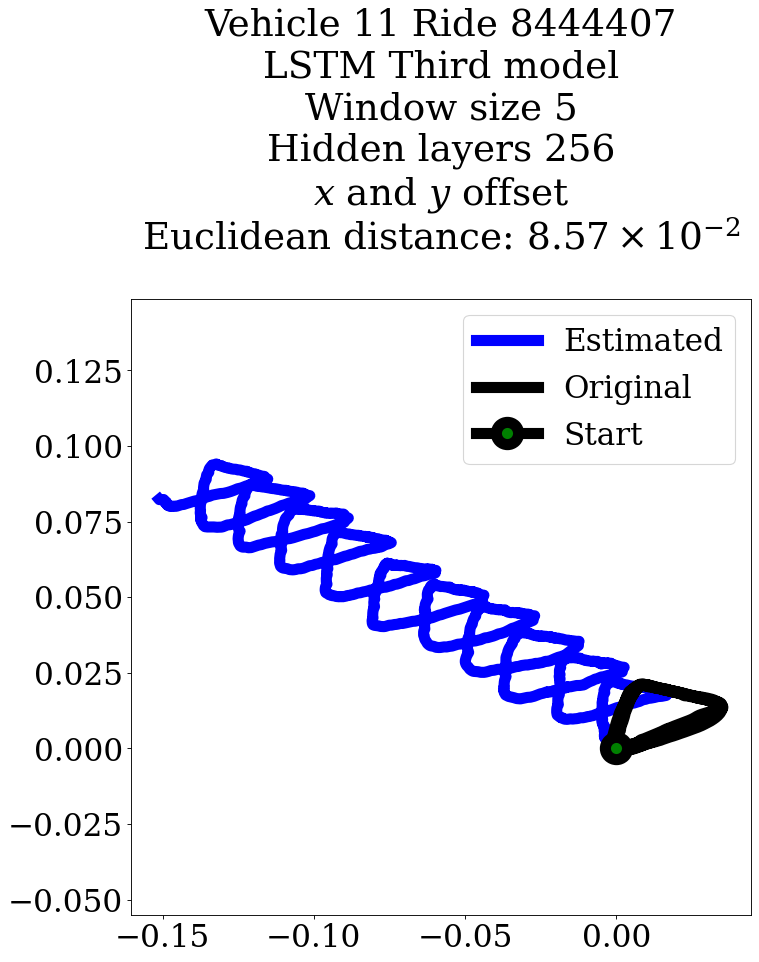 Vehicle 11 Ride 8444407
LSTM Third model
Window size 5
Hidden layers 256
x and y offset
Euclidean distance: 8.57 × 10⁻²
Estimated
Original
Start
0.125
0.100
0.075
0.050
0.025
0.000
−0.025
−0.050
−0.15 −0.10 −0.05 0.00